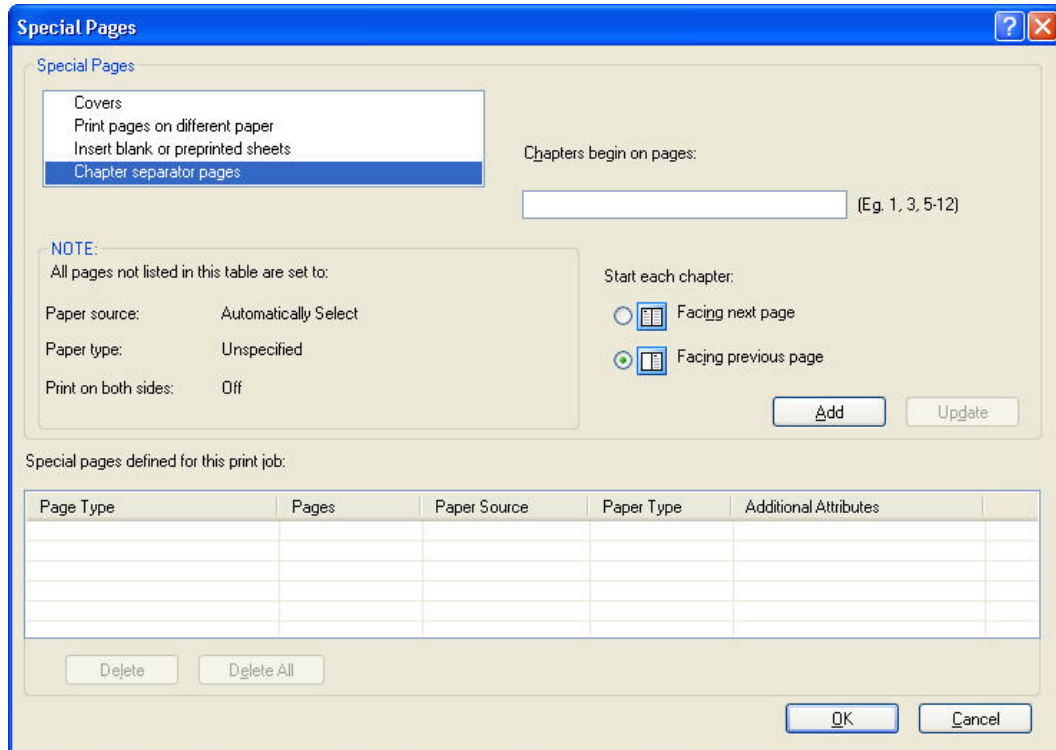 Special Pages
Special Pages
Covers
Print pages on different paper
Insert blank or preprinted sheets
Chapter separator pages
Chapters begin on pages:
(Eg. 1, 3, 5-12)
NOTE:
All pages not listed in this table are set to:
Paper source: Automatically Select
Paper type: Unspecified
Print on both sides: Off
Start each chapter:
Facing next page
Facing previous page
Add Update
Special pages defined for this print job:
Page Type Pages Paper Source Paper Type Additional Attributes
Delete Delete All
OK Cancel